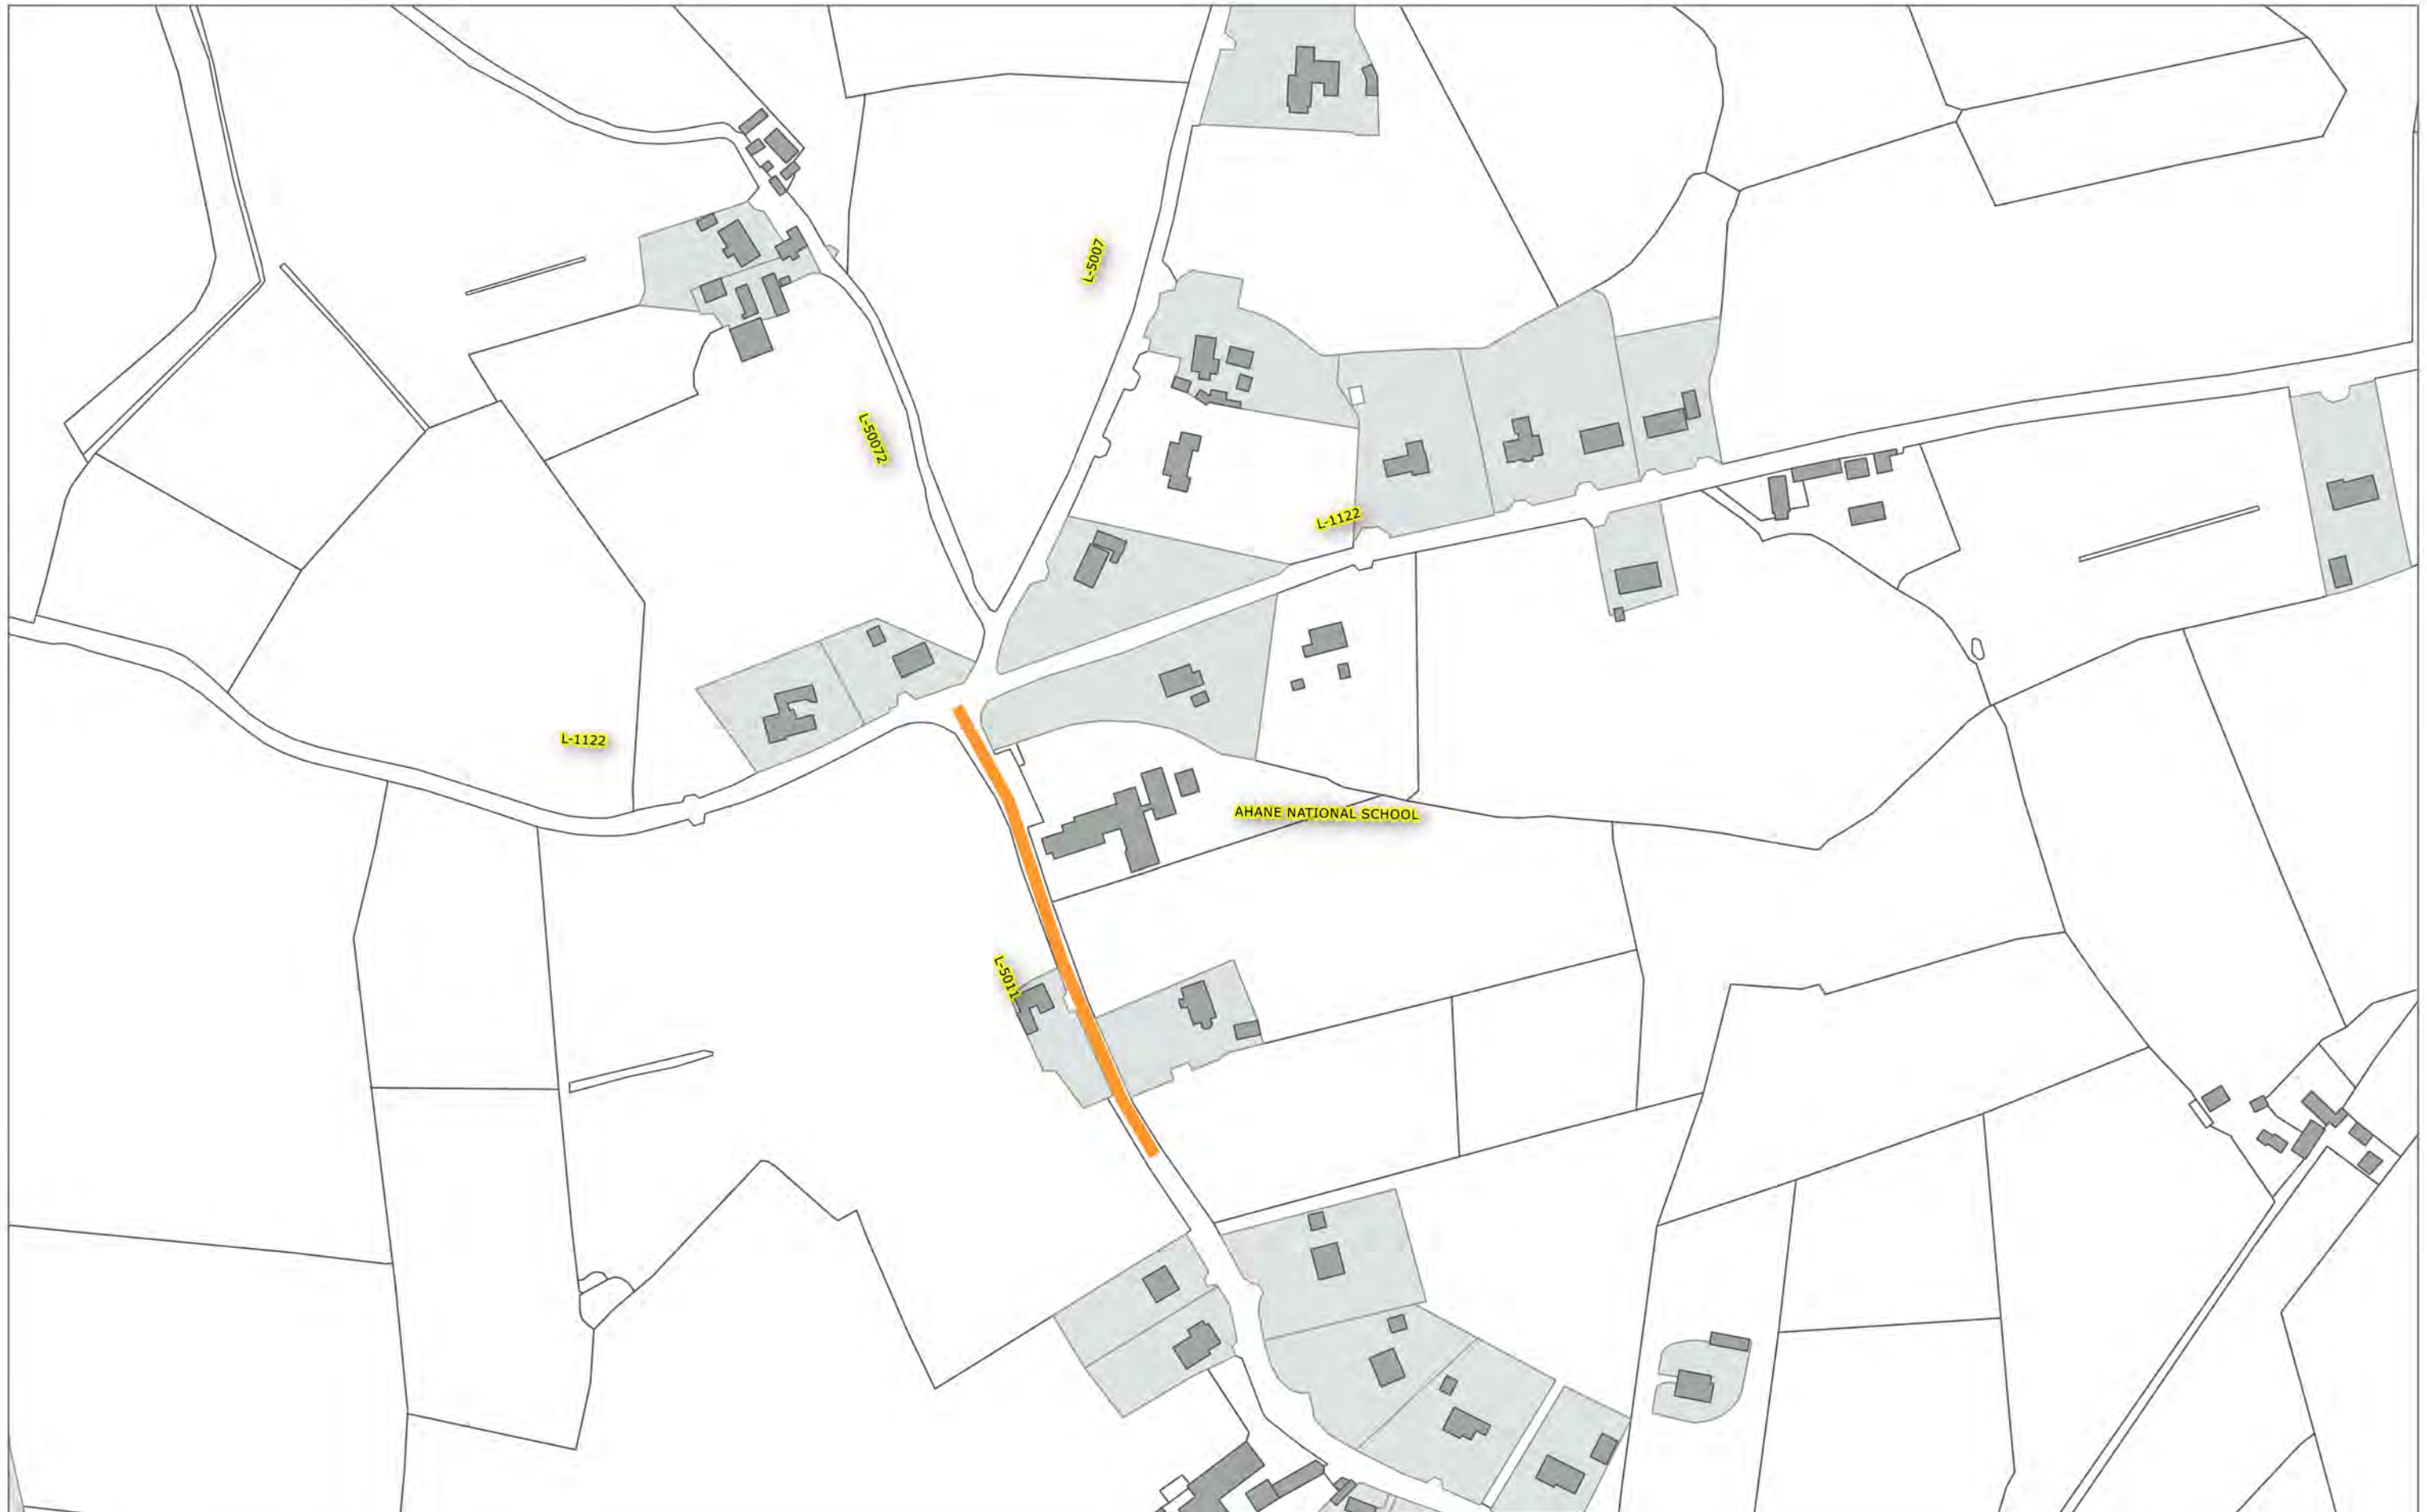 L-5007
L-50072
L-1122
L-1122
AHANE NATIONAL SCHOOL
L-5011